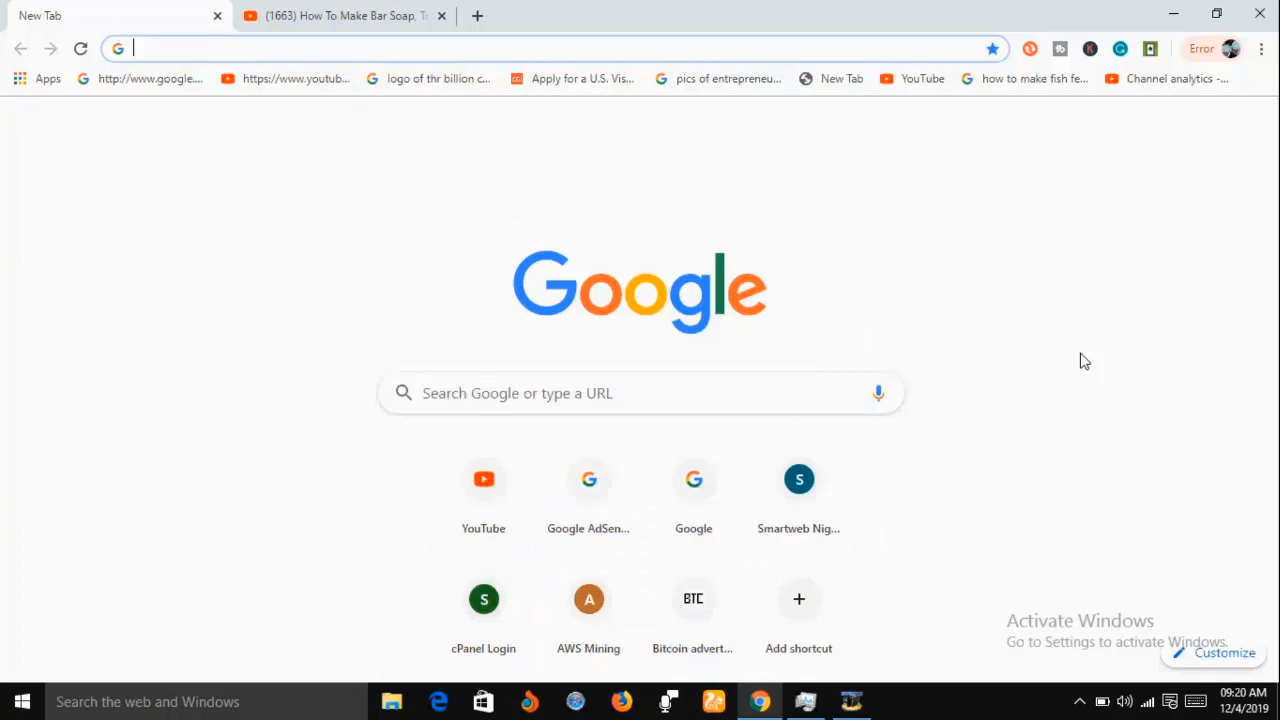 New Tab
(1663) How To Make Bar Soap, To
Error
Apps
http://www.google....
https://www.youtub...
logo of thr billion c...
Apply for a U.S. Vis...
pics of entrepreneu...
New Tab
YouTube
how to make fish fe...
Channel analytics -...
Google
Search Google or type a URL
YouTube
Google AdSen...
Google
S
Smartweb Nig...
S
cPanel Login
A
AWS Mining
BTC
Bitcoin advert...
Add shortcut
Activate Windows
Go to Settings to activate Windows.
Customize
Search the web and Windows
09:20 AM
12/4/2019